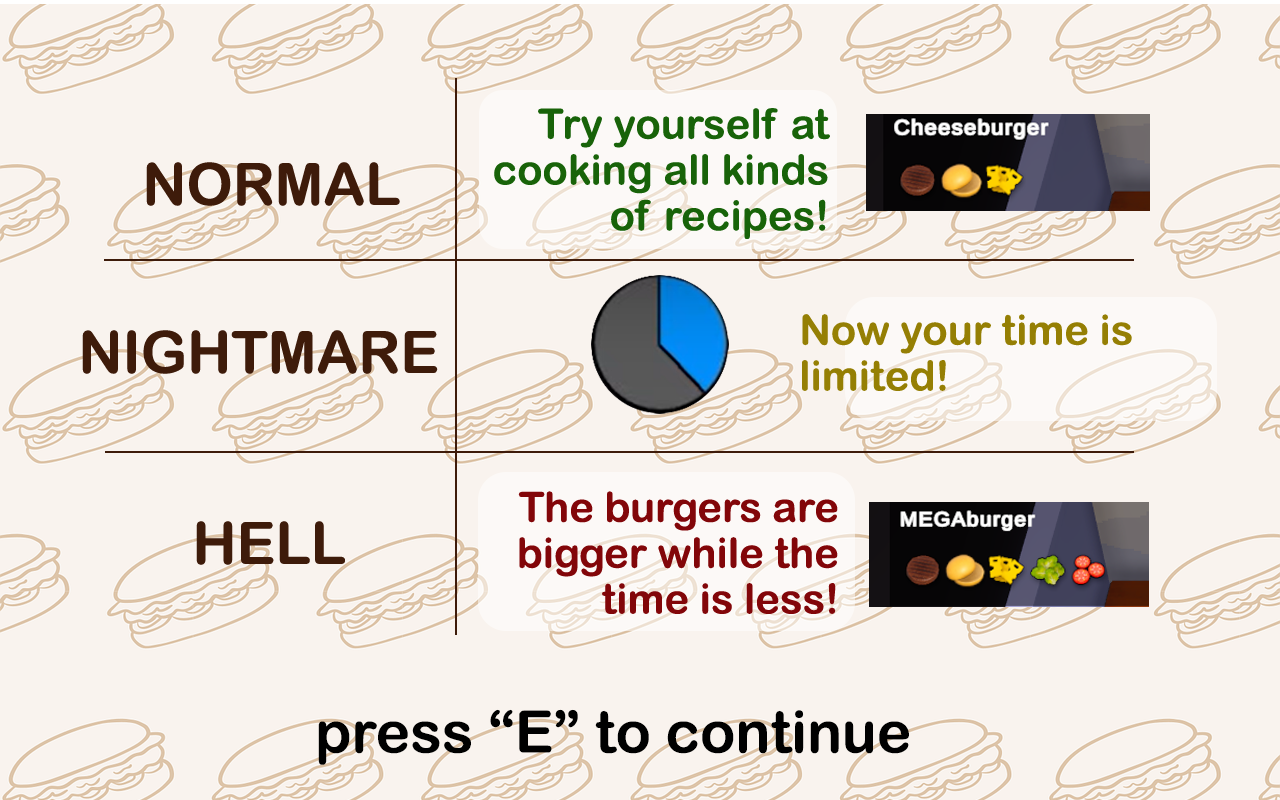 NORMAL
Try yourself at
cooking all kinds
of recipes!
Cheeseburger
NIGHTMARE
Now your time is
limited!
HELL
The burgers are
bigger while the
time is less!
MEGAburger
press “E” to continue